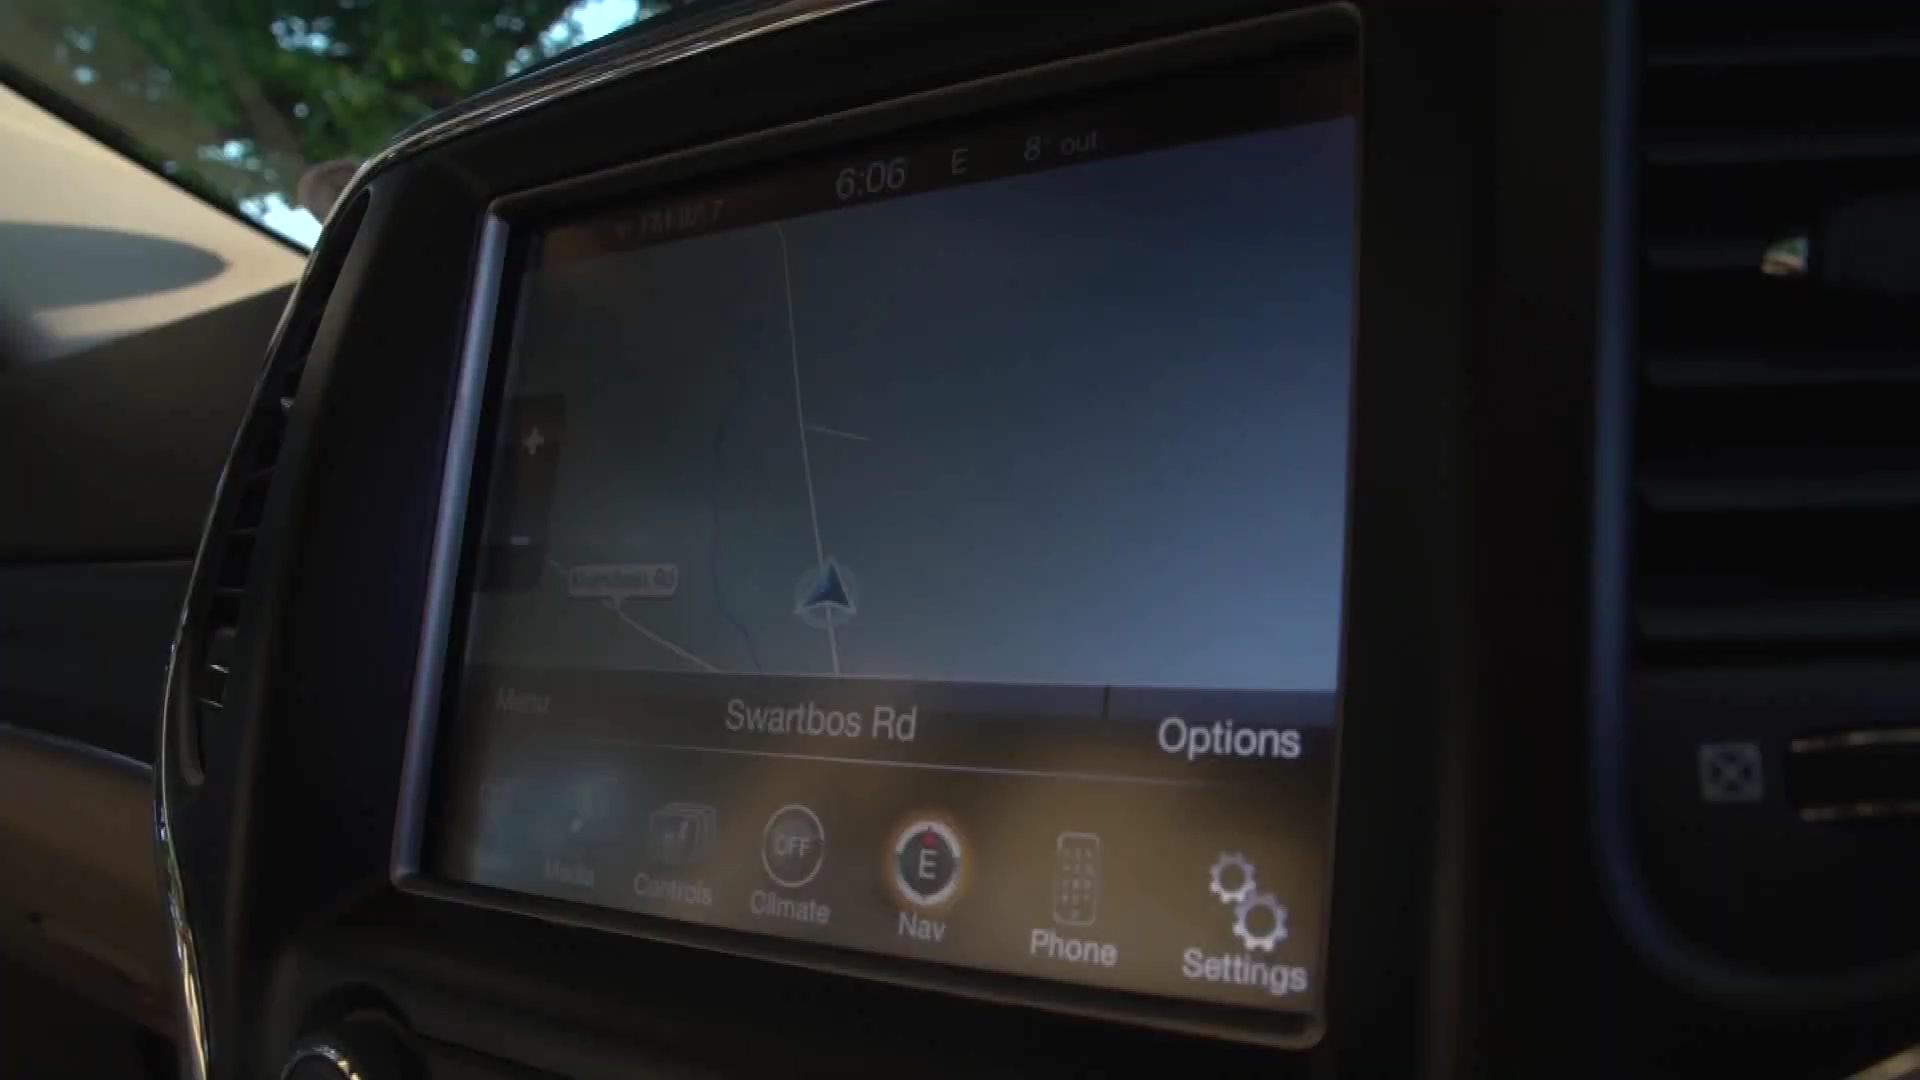 6:06 E 8° out
Menu Swartbos Rd Options
OFF E
Media Controls Climate Nav Phone Settings